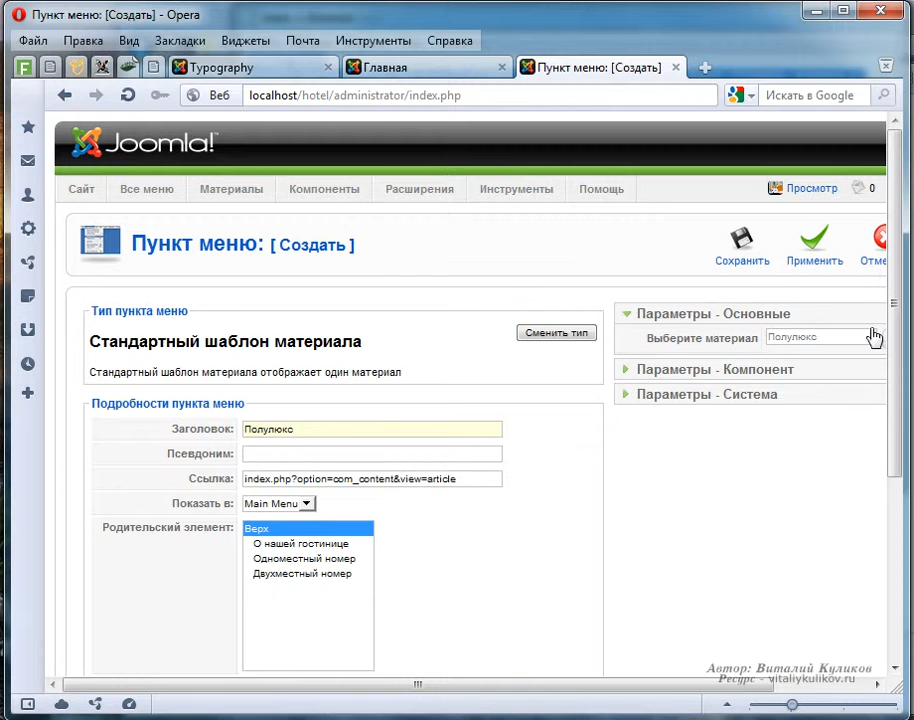 Пункт меню: [Создать] - Opera
Файл Правка Вид Закладки Виджеты Почта Инструменты Справка
Typography Главная Пункт меню: [Создать]
Веб localhost/hotel/administrator/index.php Искать в Google
Joomla!
Сайт Все меню Материалы Компоненты Расширения Инструменты Помощь Просмотр 0
Пункт меню: [ Создать ]
Сохранить Применить Отме
Тип пункта меню
Стандартный шаблон материала
Сменить тип
Стандартный шаблон материала отображает один материал
Параметры - Основные
Выберите материал Полулюкс
Параметры - Компонент
Параметры - Система
Подробности пункта меню
Заголовок: Полулюкс
Псевдоним:
Ссылка: index.php?option=com_content&view=article
Показать в: Main Menu
Родительский элемент: Верх
О нашей гостинице
Одноместный номер
Двухместный номер
Автор: Виталий Куликов
Ресурс - vitaliykulikov.ru